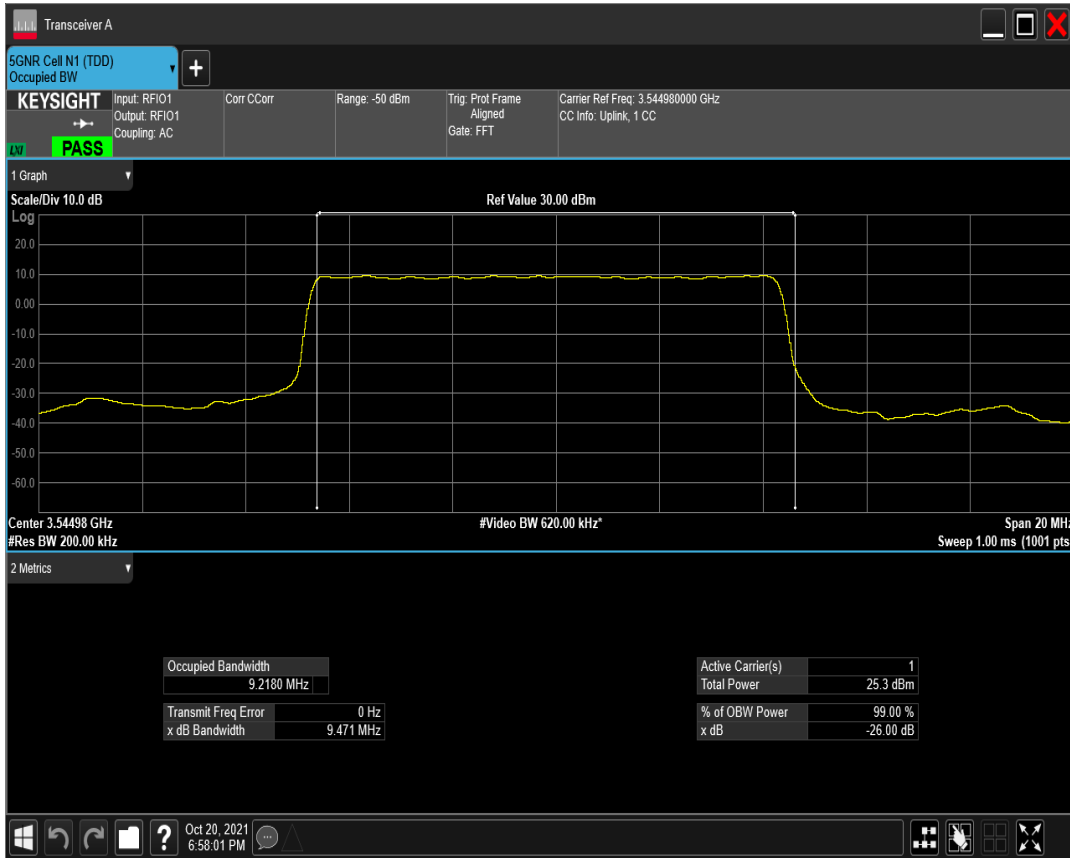 Transceiver A
5GNR Cell N1 (TDD)
Occupied BW
+
KEYSIGHT
LXI
PASS
Input: RFIO1
Output: RFIO1
Coupling: AC
Corr CCorr
Range: -50 dBm
Trig: Prot Frame
Aligned
Gate: FFT
Carrier Ref Freq: 3.544980000 GHz
CC Info: Uplink, 1 CC
1 Graph
Scale/Div 10.0 dB
Ref Value 30.00 dBm
Log
20.0
10.0
0.00
-10.0
-20.0
-30.0
-40.0
-50.0
-60.0
Center 3.54498 GHz
#Video BW 620.00 kHz*
Span 20 MHz
#Res BW 200.00 kHz
Sweep 1.00 ms (1001 pts
2 Metrics
Occupied Bandwidth
9.2180 MHz
Transmit Freq Error 0 Hz
x dB Bandwidth 9.471 MHz
Active Carrier(s) 1
Total Power 25.3 dBm
% of OBW Power 99.00 %
x dB -26.00 dB
?
Oct 20, 2021
6:58:01 PM